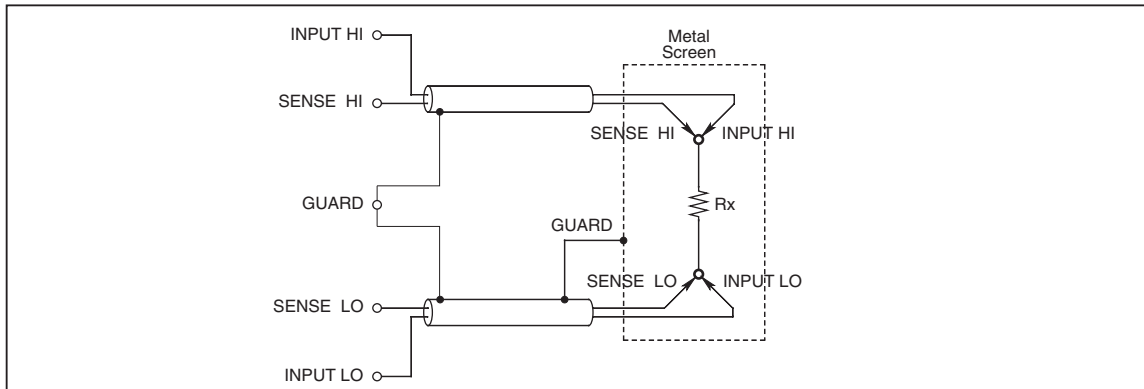 INPUT HI
Metal
Screen
SENSE HI
SENSE HI
INPUT HI
GUARD
Rx
GUARD
SENSE LO
INPUT LO
SENSE LO
INPUT LO